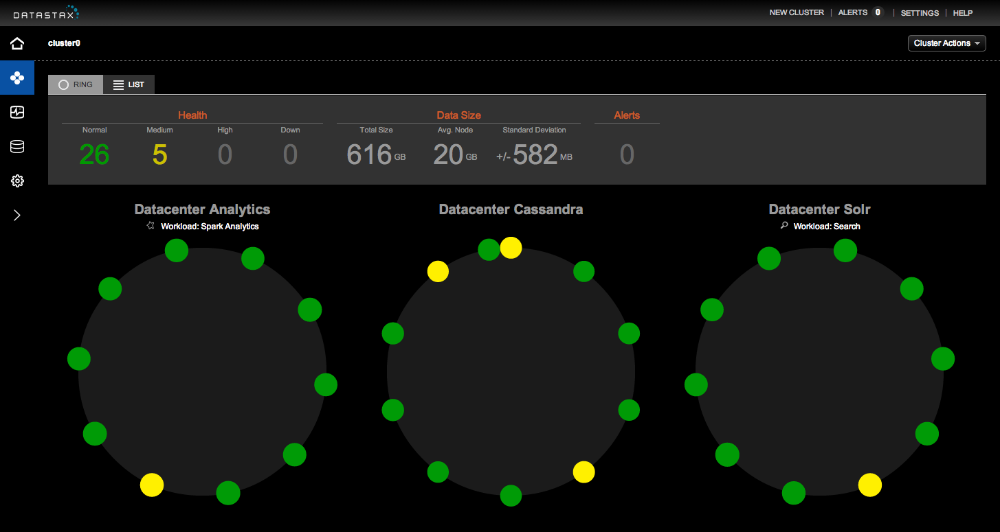 DATASTAX
NEW CLUSTER | ALERTS 0 | SETTINGS | HELP
cluster0
Cluster Actions
RING LIST
Health Data Size Alerts
Normal Medium High Down Total Size Avg. Node Standard Deviation
26 5 0 0 616 GB 20 GB +/- 582 MB 0
Datacenter Analytics Datacenter Cassandra Datacenter Solr
Workload: Spark Analytics Workload: Search